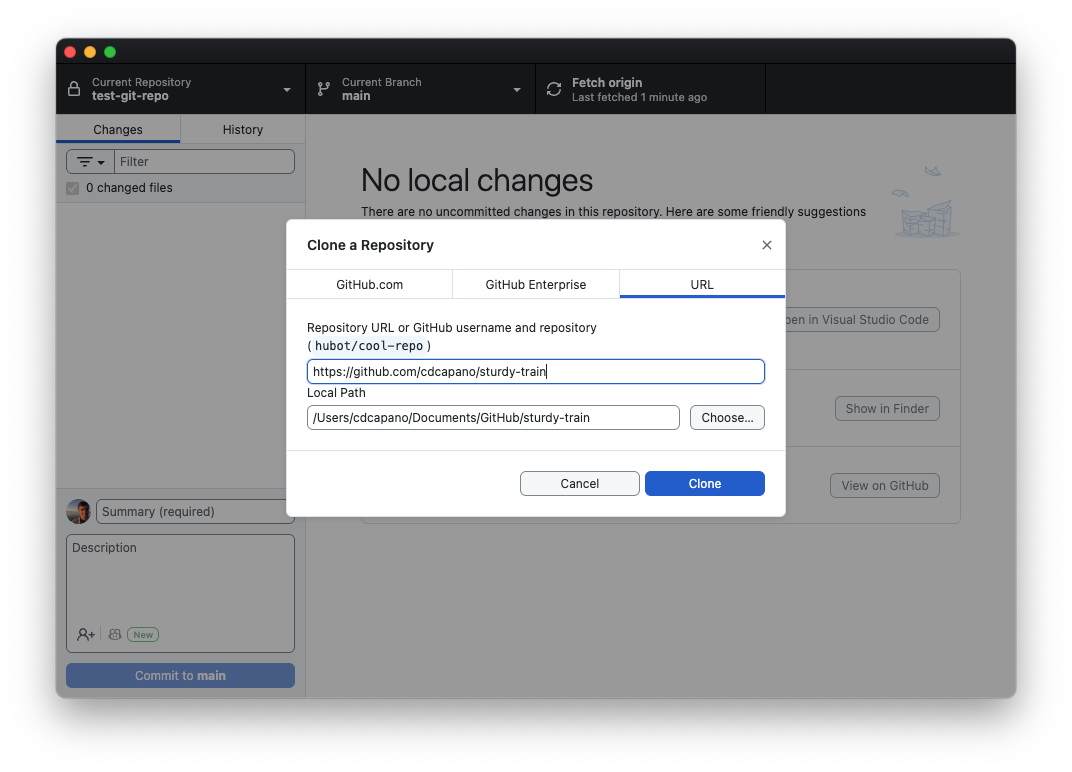 Current Repository
test-git-repo
Current Branch
main
Fetch origin
Last fetched 1 minute ago
Changes
History
Filter
0 changed files
No local changes
There are no uncommitted changes in this repository. Here are some friendly suggestions
Clone a Repository
GitHub.com
GitHub Enterprise
URL
Repository URL or GitHub username and repository
(hubot/cool-repo)
https://github.com/cdcapano/sturdy-train
Local Path
/Users/cdcapano/Documents/GitHub/sturdy-train
Choose...
Cancel
Clone
in Visual Studio Code
Show in Finder
View on GitHub
Summary (required)
Description
New
Commit to main